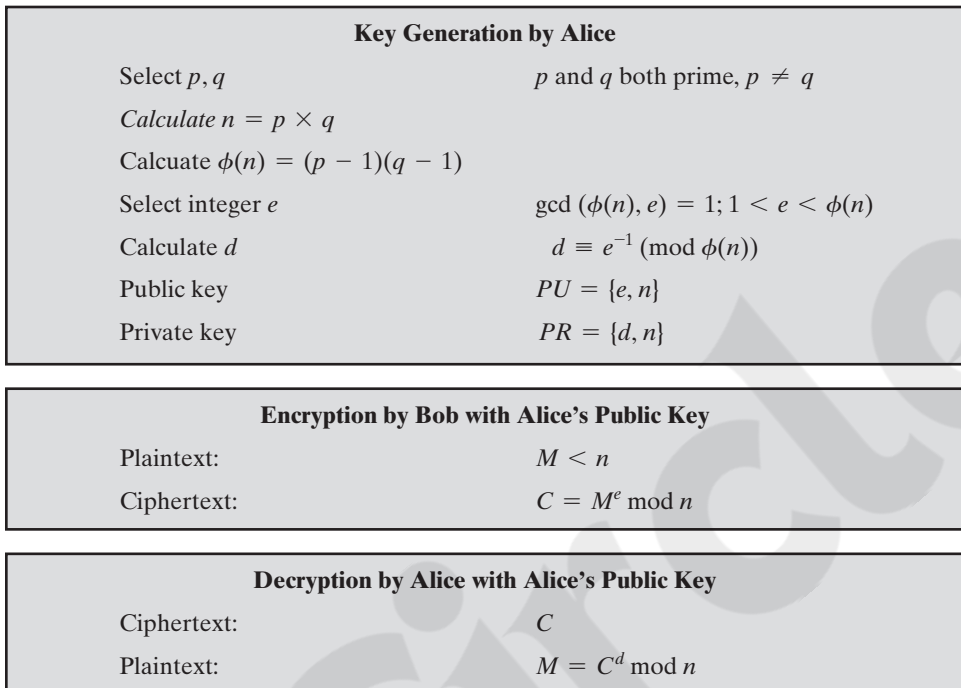 Key Generation by Alice
Select p, q p and q both prime, p ≠ q
Calculate n = p × q
Calcuate ϕ(n) = (p − 1)(q − 1)
Select integer e gcd (ϕ(n), e) = 1; 1 < e < ϕ(n)
Calculate d d ≡ e⁻¹ (mod ϕ(n))
Public key PU = {e, n}
Private key PR = {d, n}
Encryption by Bob with Alice's Public Key
Plaintext: M < n
Ciphertext: C = Mᵉ mod n
Decryption by Alice with Alice's Public Key
Ciphertext: C
Plaintext: M = Cᵈ mod n